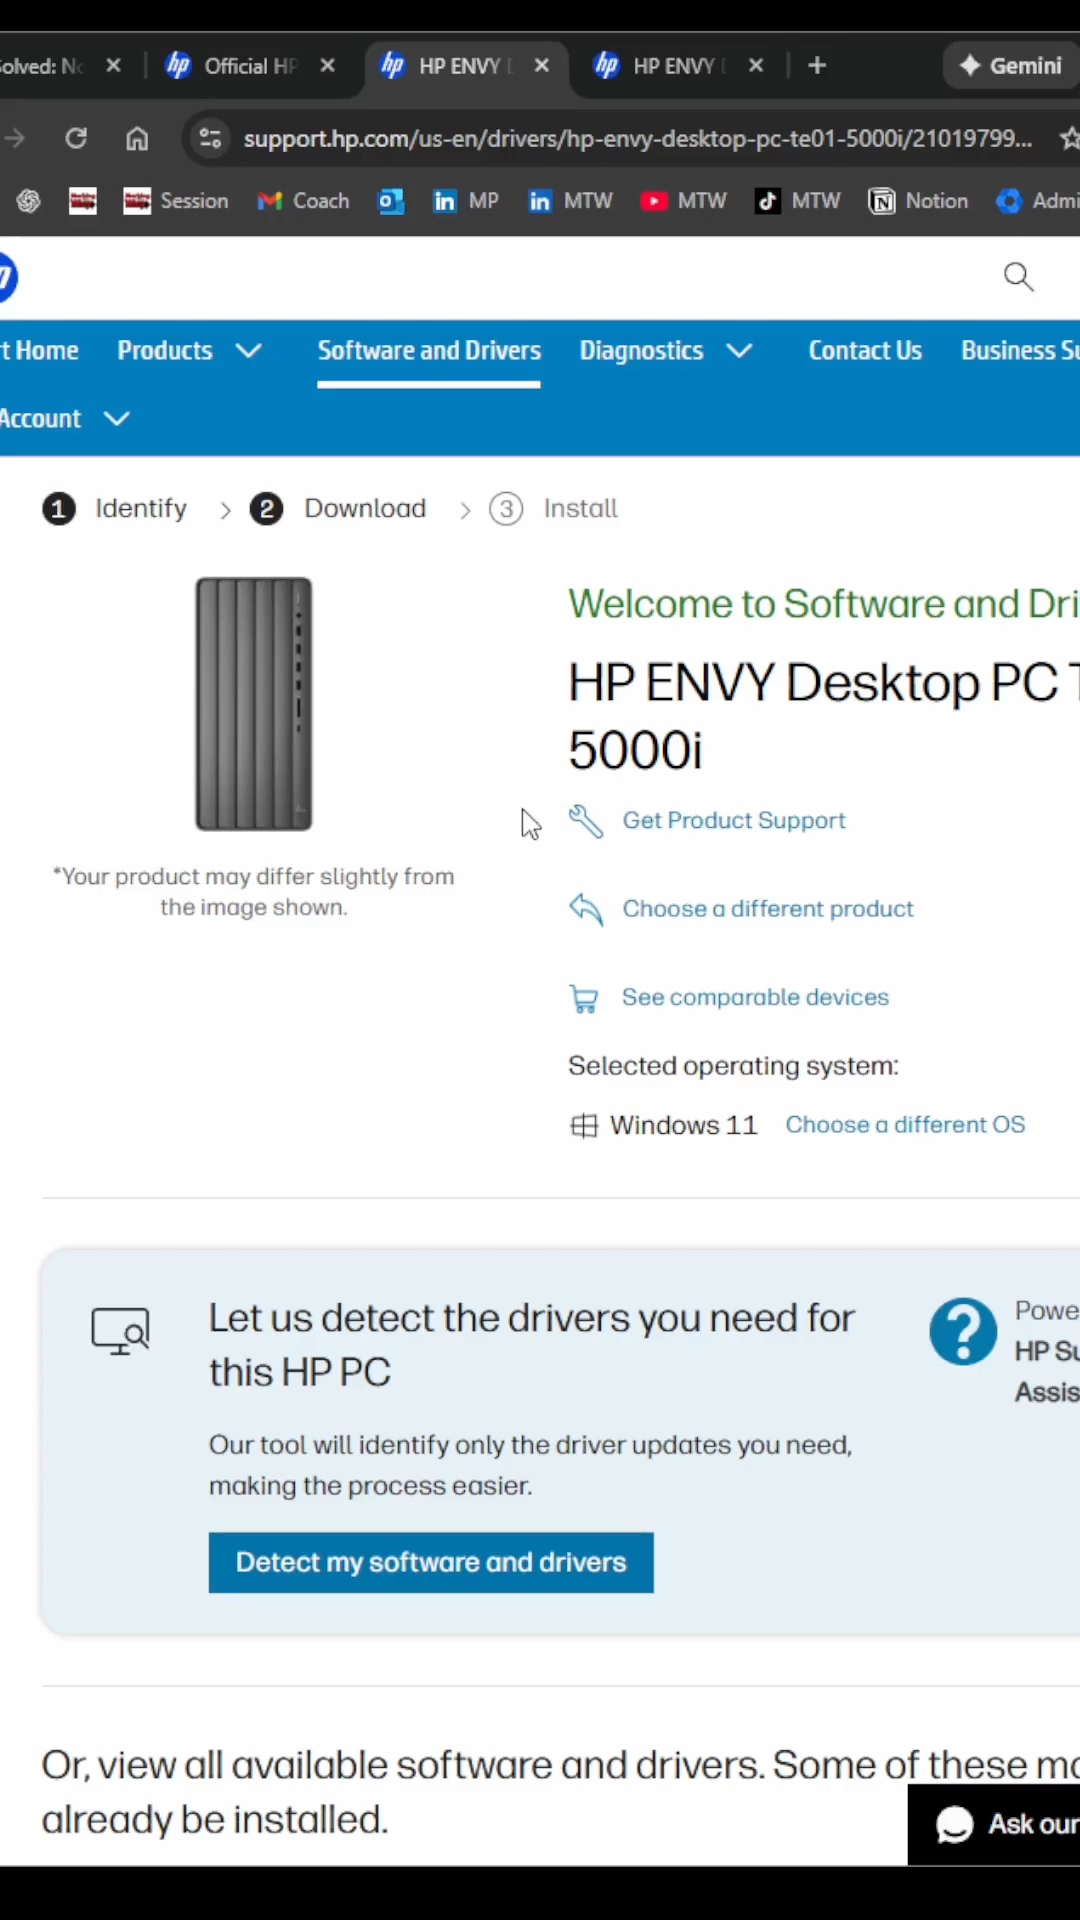 Solved: No
Official HP
HP ENVY D
HP ENVY D
Gemini
support.hp.com/us-en/drivers/hp-envy-desktop-pc-te01-5000i/21019799...
Session
Coach
MP
MTW
MTW
MTW
Notion
Admi
rt Home
Products
Software and Drivers
Diagnostics
Contact Us
Business Su
Account
1 Identify
2 Download
3 Install
Welcome to Software and Dri
HP ENVY Desktop PC T
5000i
*Your product may differ slightly from
the image shown.
Get Product Support
Choose a different product
See comparable devices
Selected operating system:
Windows 11
Choose a different OS
Let us detect the drivers you need for
this HP PC
Our tool will identify only the driver updates you need,
making the process easier.
Detect my software and drivers
Powe
HP Su
Assis
Or, view all available software and drivers. Some of these ma
already be installed.
Ask our